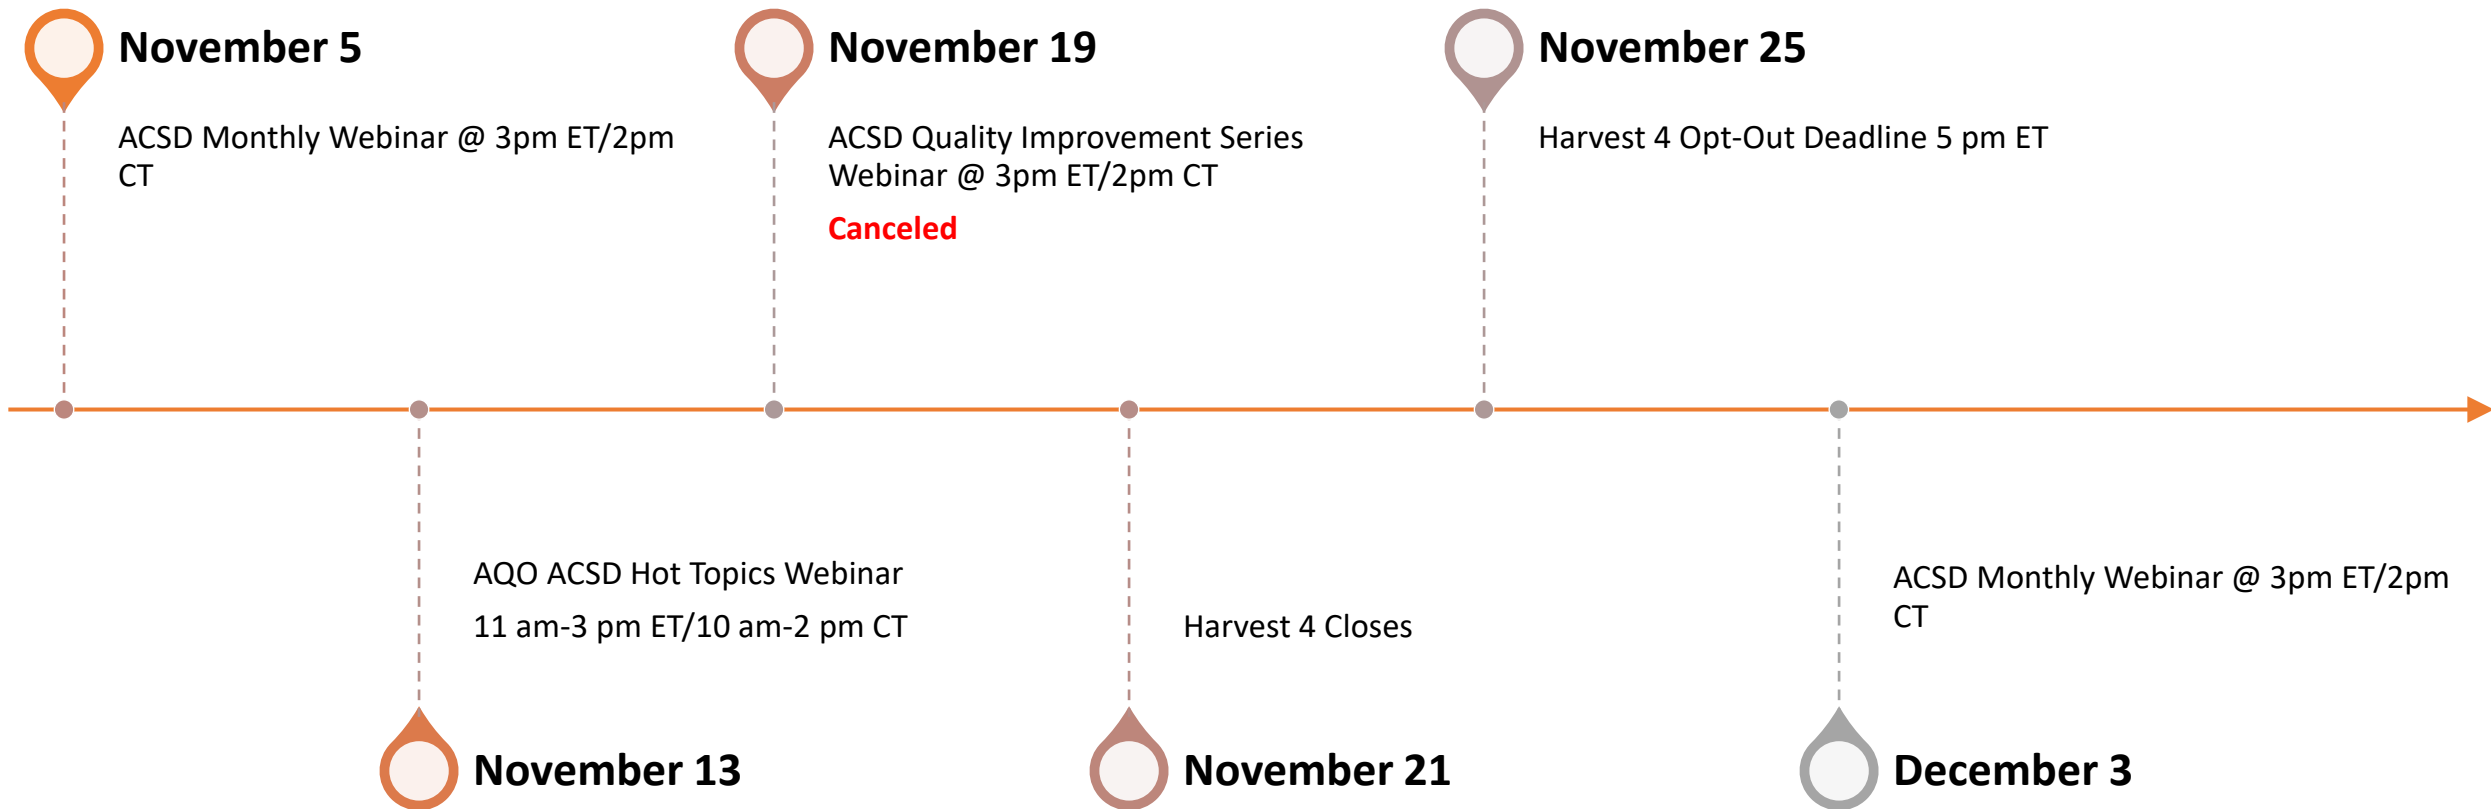 November 5
ACSD Monthly Webinar @ 3pm ET/2pm
CT
November 19
ACSD Quality Improvement Series
Webinar @ 3pm ET/2pm CT
Canceled
November 25
Harvest 4 Opt-Out Deadline 5 pm ET
AQO ACSD Hot Topics Webinar
11 am-3 pm ET/10 am-2 pm CT
November 13
Harvest 4 Closes
November 21
ACSD Monthly Webinar @ 3pm ET/2pm
CT
December 3